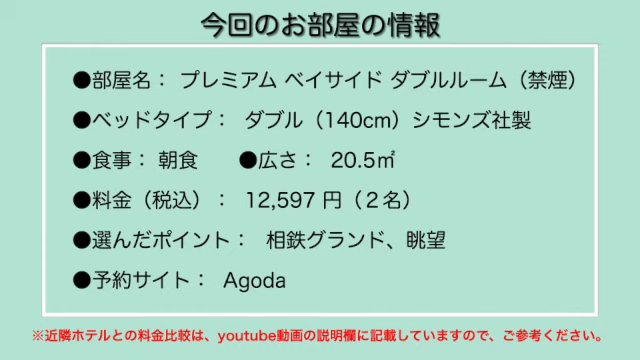 今回のお部屋の情報
●部屋名： プレミアム ベイサイド ダブルルーム（禁煙）
●ベッドタイプ： ダブル（140cm）シモンズ社製
●食事： 朝食 ●広さ： 20.5㎡
●料金（税込）： 12,597 円（２名）
●選んだポイント： 相鉄グランド、眺望
●予約サイト： Agoda
※近隣ホテルとの料金比較は、youtube動画の説明欄に記載していますので、ご参考ください。